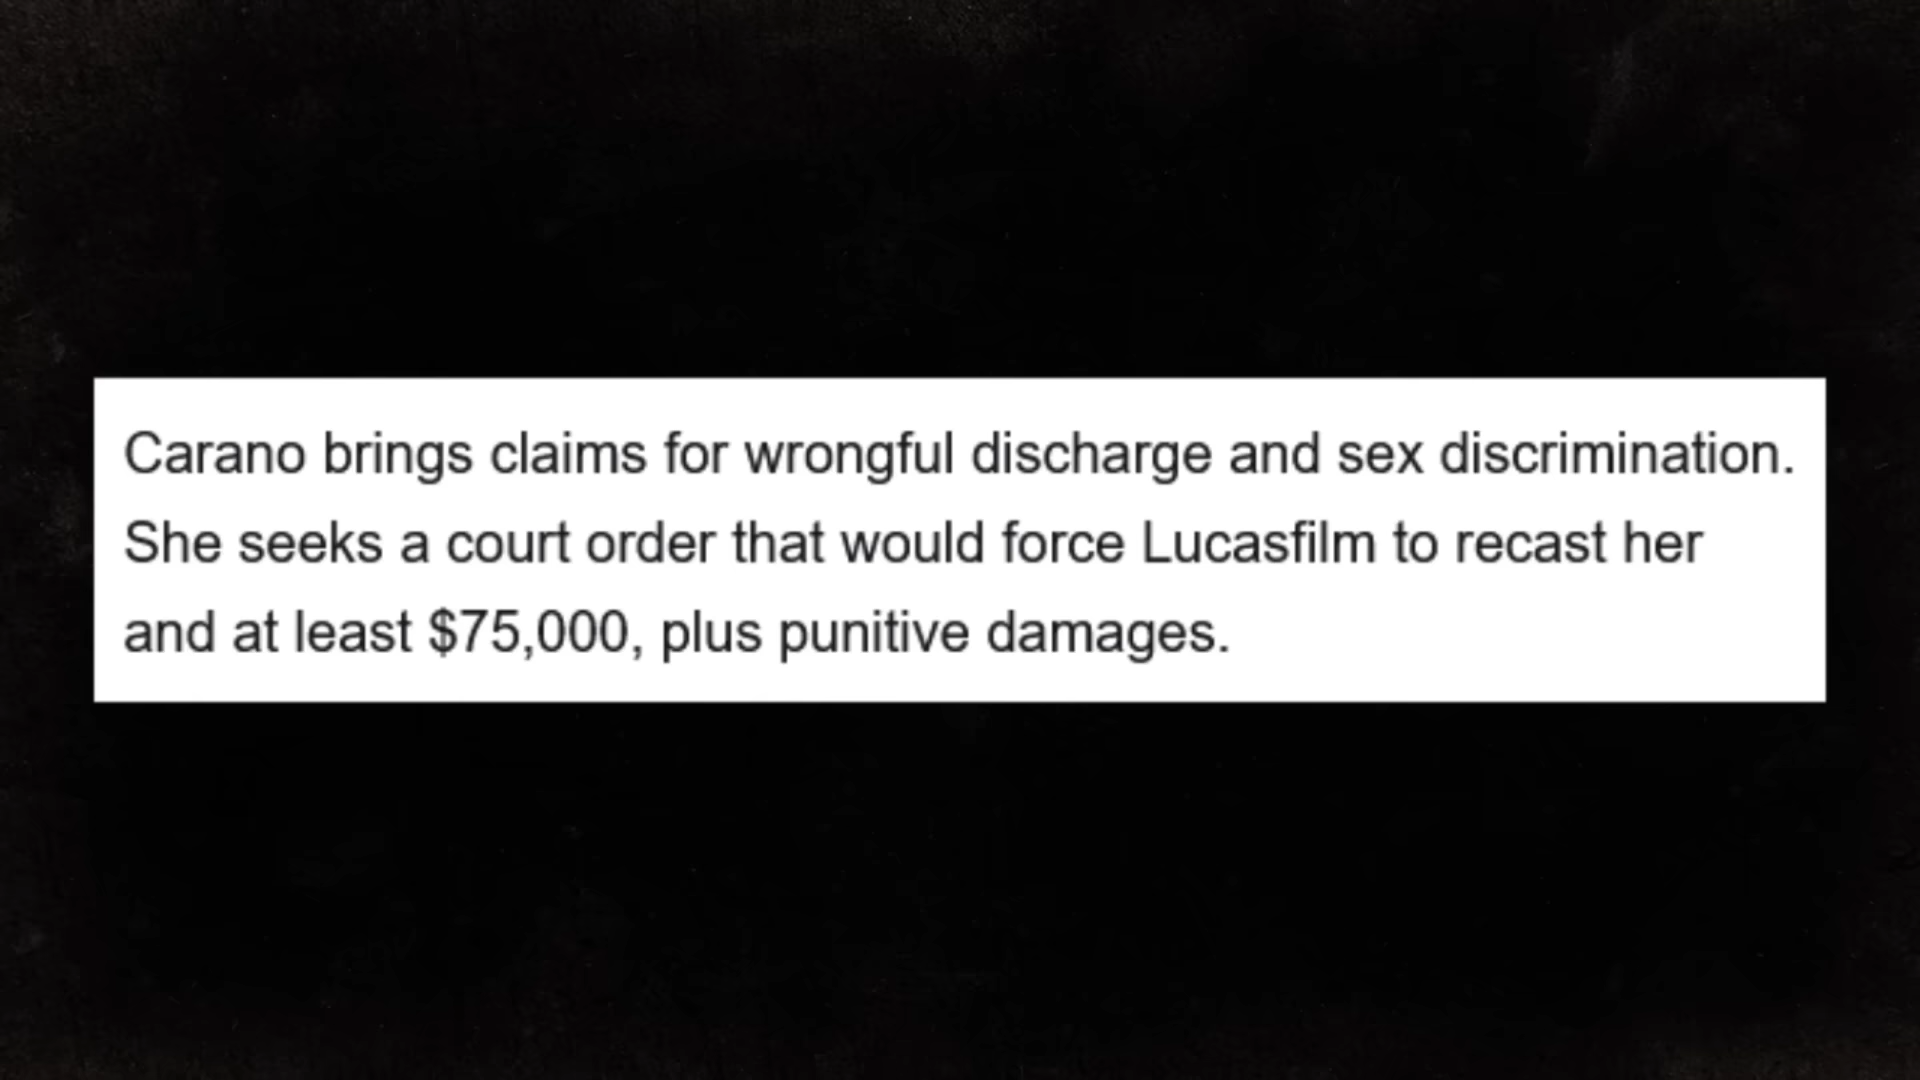 Carano brings claims for wrongful discharge and sex discrimination.
She seeks a court order that would force Lucasfilm to recast her
and at least $75,000, plus punitive damages.